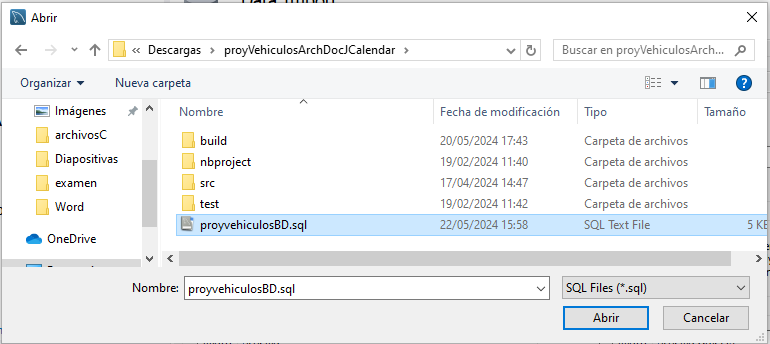 Data Import
Abrir
« Descargas > proyVehiculosArchDocJCalendar >
Buscar en proyVehiculosArch...
Organizar Nueva carpeta
Nombre Fecha de modificación Tipo Tamaño
Imágenes
archivosC
Diapositivas
examen
Word
OneDrive
build 20/05/2024 17:43 Carpeta de archivos
nbproject 19/02/2024 11:40 Carpeta de archivos
src 17/04/2024 14:47 Carpeta de archivos
test 19/02/2024 11:42 Carpeta de archivos
proyvehiculosBD.sql 22/05/2024 15:58 SQL Text File 5 KB
Nombre: proyvehiculosBD.sql SQL Files (*.sql)
Abrir Cancelar